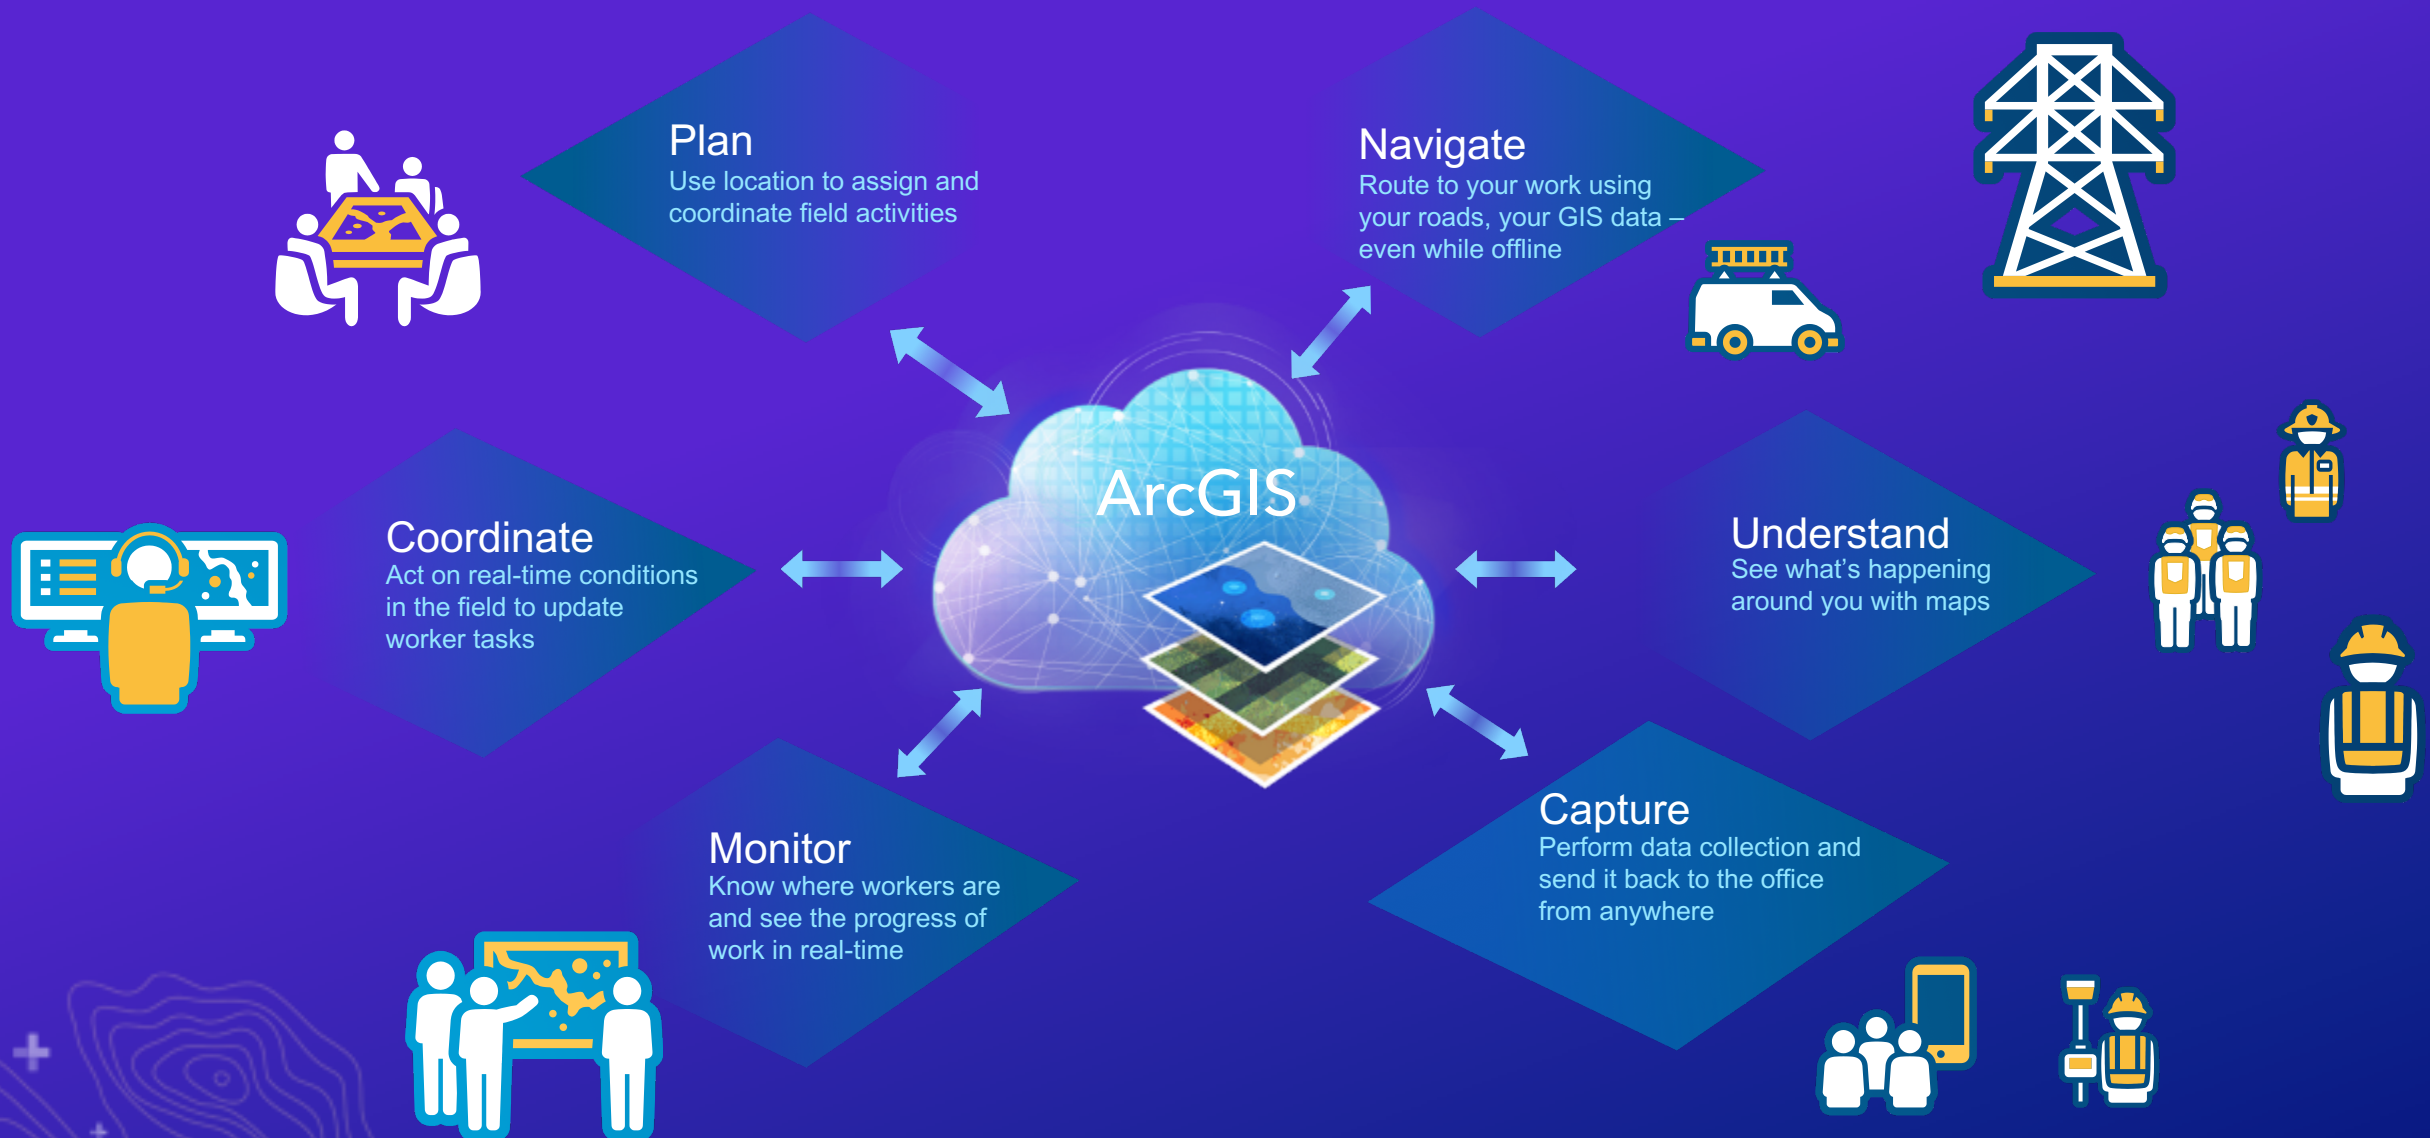 Plan
Use location to assign and
coordinate field activities
Navigate
Route to your work using
your roads, your GIS data –
even while offline
ArcGIS
Coordinate
Act on real-time conditions
in the field to update
worker tasks
Understand
See what's happening
around you with maps
Monitor
Know where workers are
and see the progress of
work in real-time
Capture
Perform data collection and
send it back to the office
from anywhere